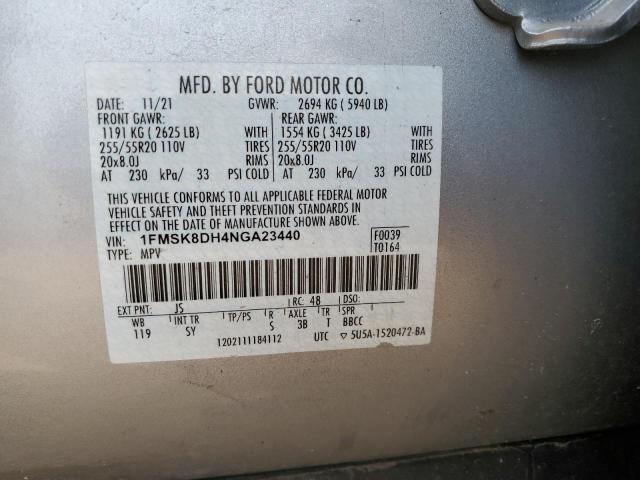 MFD. BY FORD MOTOR CO.
DATE: 11/21 GVWR: 2694 KG ( 5940 LB)
FRONT GAWR: REAR GAWR:
1191 KG ( 2625 LB) WITH 1554 KG ( 3425 LB) WITH
255/55R20 110V TIRES 255/55R20 110V TIRES
20x8.0J RIMS 20x8.0J RIMS
AT 230 kPa/ 33 PSI COLD AT 230 kPa/ 33 PSI COLD
THIS VEHICLE CONFORMS TO ALL APPLICABLE FEDERAL MOTOR
VEHICLE SAFETY AND THEFT PREVENTION STANDARDS IN
EFFECT ON THE DATE OF MANUFACTURE SHOWN ABOVE.
VIN: 1FMSK8DH4NGA23440 F0039
TYPE: MPV T0164
EXT PNT: JS RC: 48 DSO:
WB INT TR TP/PS R AXLE TR SPR
119 SY S 3B T BBCC
1202111184112 UTC ▽ 5U5A-1520472-BA